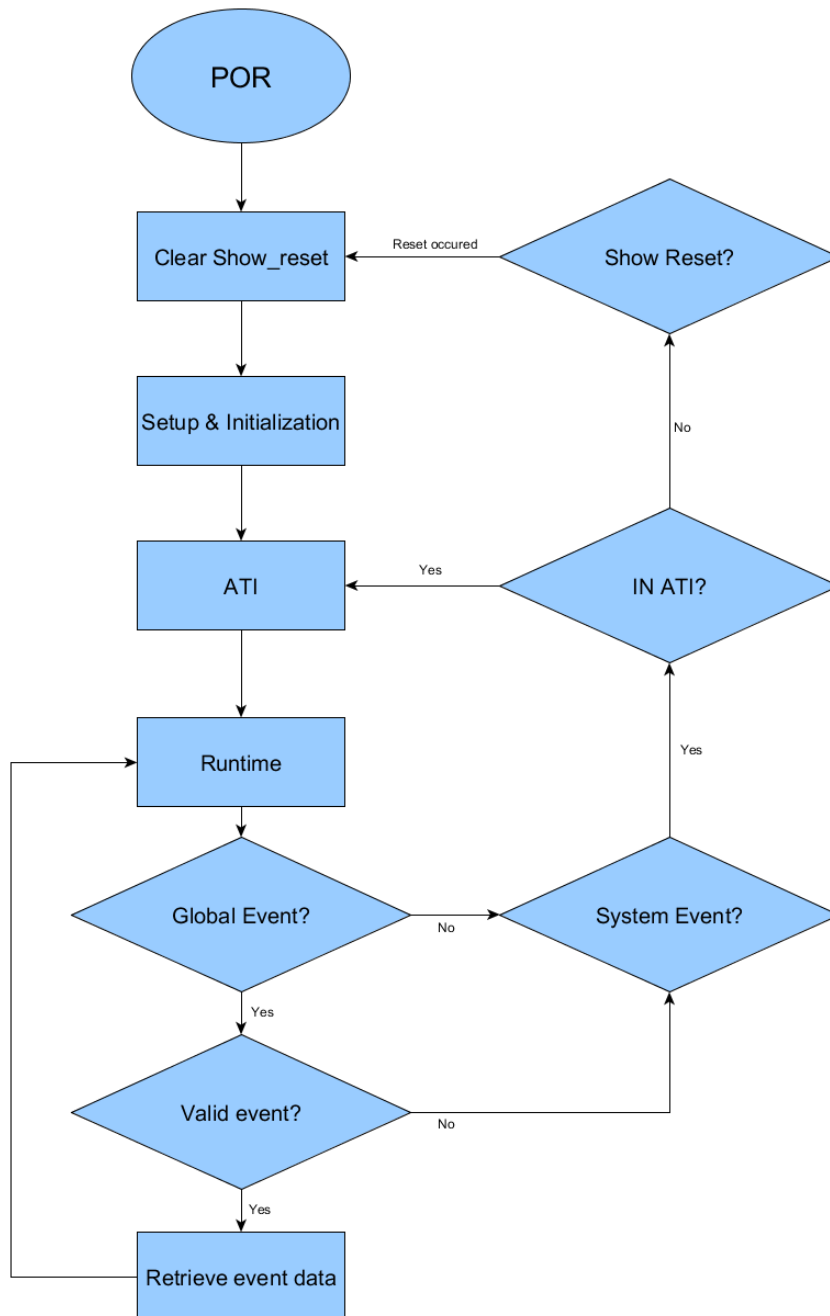 POR
Clear Show_reset
Reset occured
Show Reset?
Setup & Initialization
No
ATI
Yes
IN ATI?
Runtime
Yes
Global Event?
No
System Event?
Yes
Valid event?
No
Yes
Retrieve event data